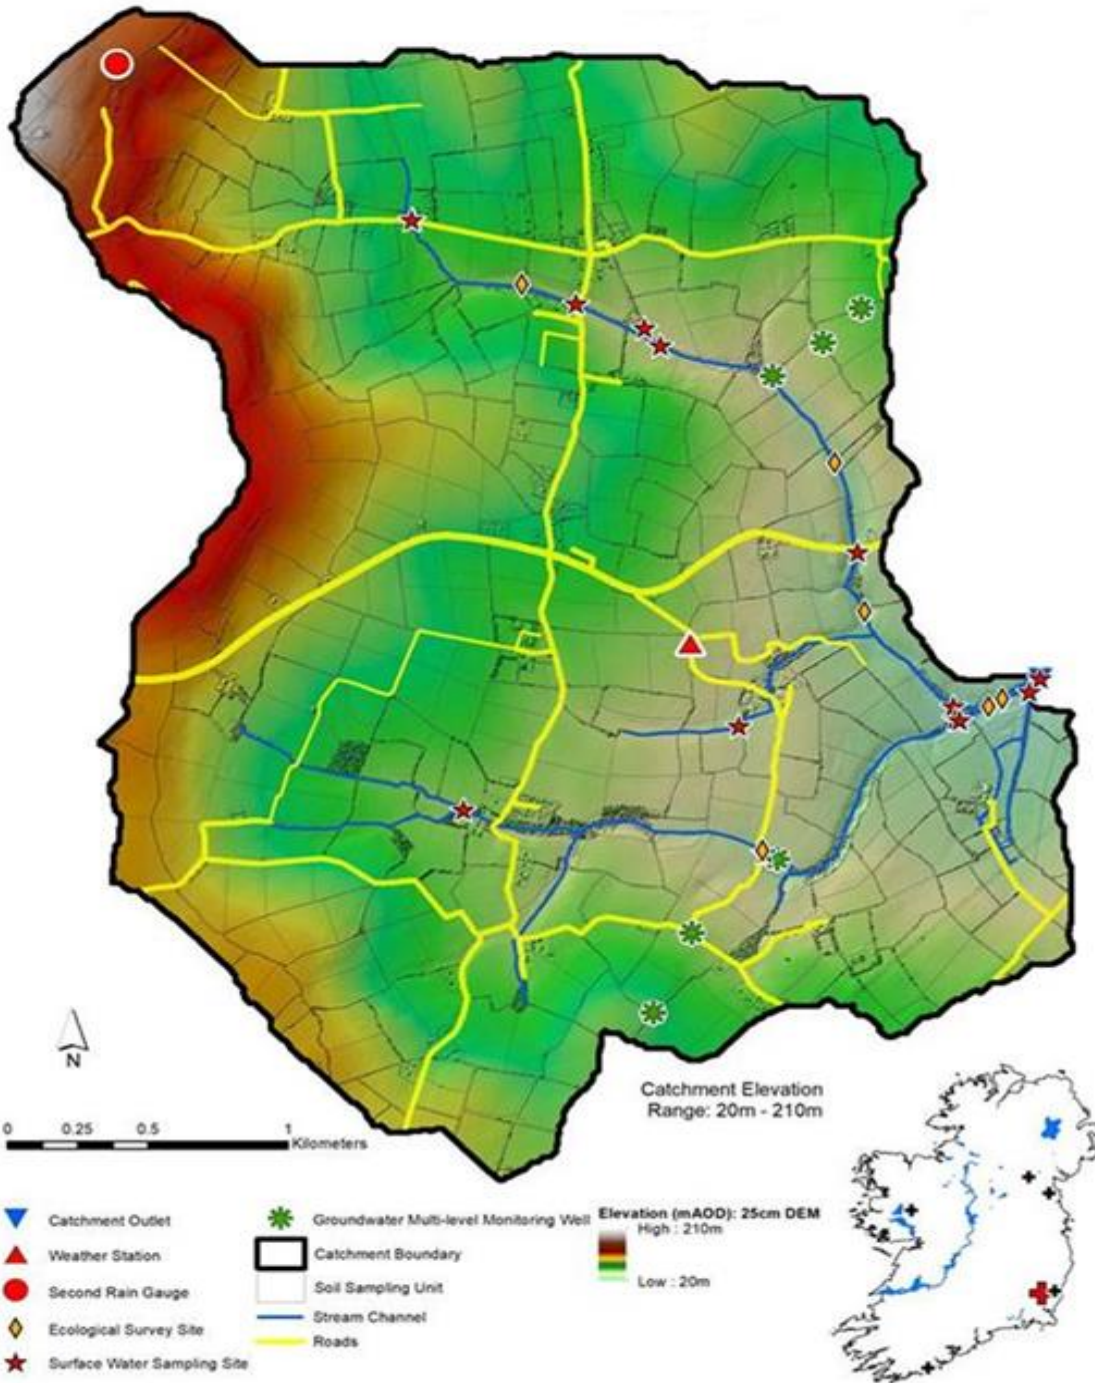 N
Catchment Elevation
Range: 20m - 210m
0 0.25 0.5 1
Kilometers
Catchment Outlet
Weather Station
Second Rain Gauge
Ecological Survey Site
Surface Water Sampling Site
Groundwater Multi-level Monitoring Well
Catchment Boundary
Soil Sampling Unit
Stream Channel
Roads
Elevation (mAOD): 25cm DEM
High : 210m
Low : 20m